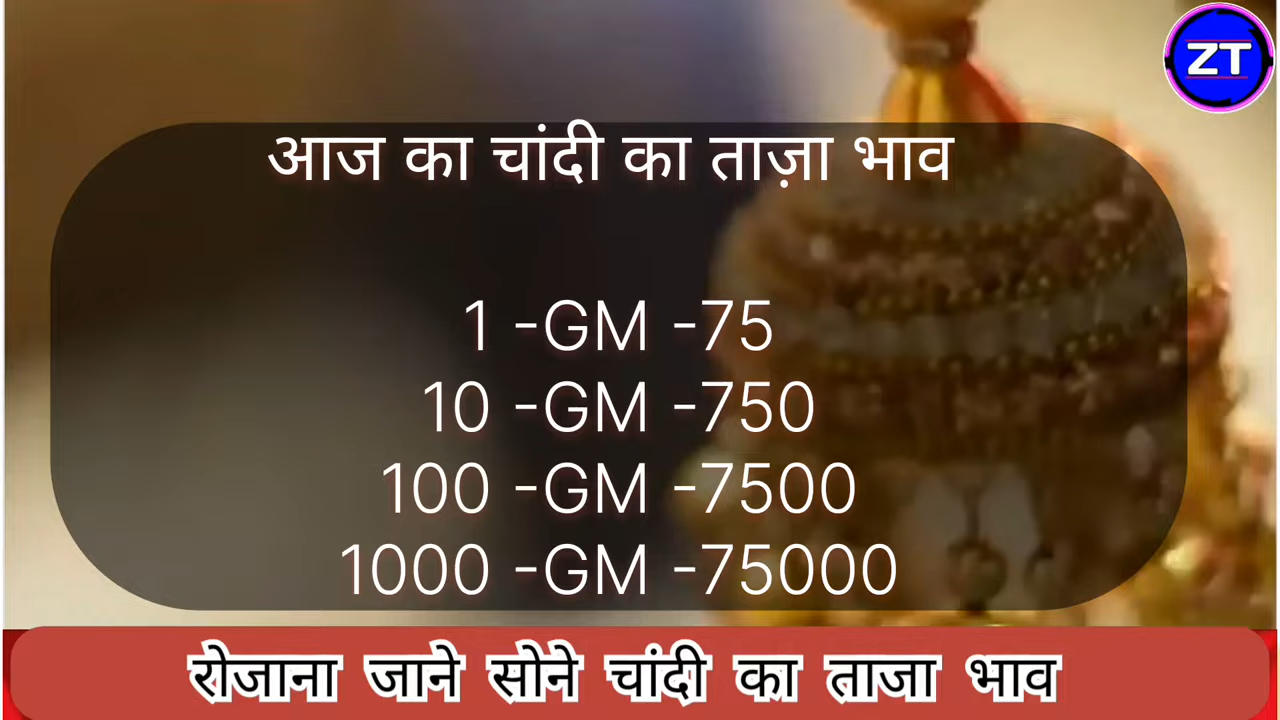 ZT
आज का चांदी का ताज़ा भाव
1 -GM -75
10 -GM -750
100 -GM -7500
1000 -GM -75000
रोजाना जाने सोने चांदी का ताजा भाव